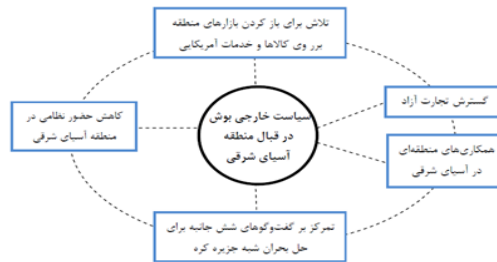 تلاش برای باز کردن بازارهای منطقه
برر وی کالاها و خدمات آمریکایی
گسترش تجارت آزاد
همکاری‌های منطقه‌ای
در آسیای شرقی
سیاست خارجی بوش
در قبال منطقه
آسیای شرقی
کاهش حضور نظامی در
منطقه آسیای شرقی
تمرکز بر گفت‌وگوهای شش جانبه برای
حل بحران شبه جزیره کره